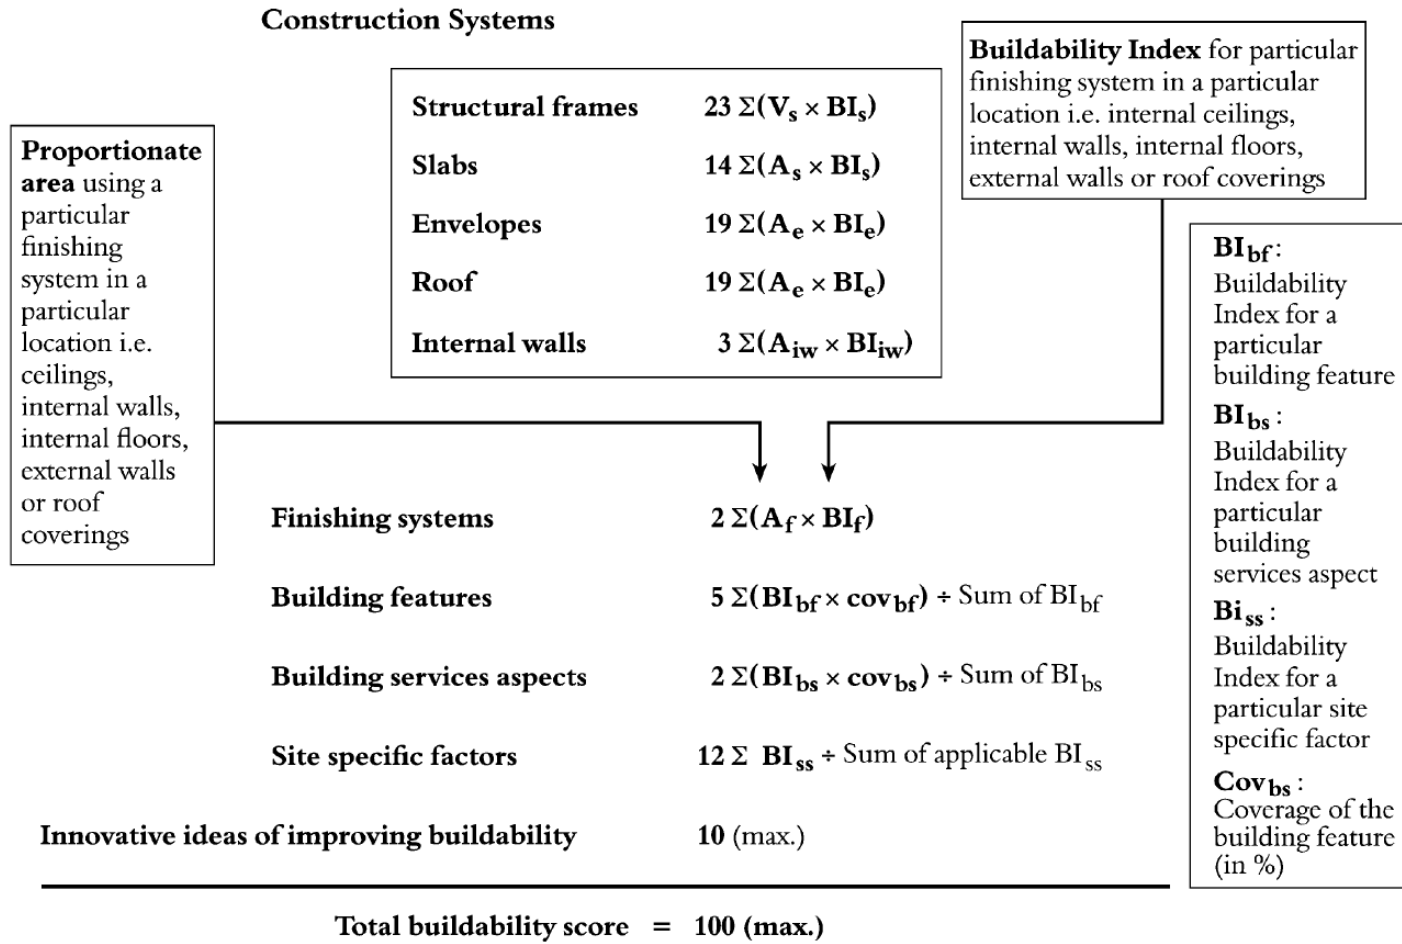 Construction Systems
Structural frames 23 Σ(Vs × BIs)
Slabs 14 Σ(As × BIs)
Envelopes 19 Σ(Ae × BIe)
Roof 19 Σ(Ae × BIe)
Internal walls 3 Σ(Aiw × BIiw)
Buildability Index for particular
finishing system in a particular
location i.e. internal ceilings,
internal walls, internal floors,
external walls or roof coverings
Proportionate
area using a
particular
finishing
system in a
particular
location i.e.
ceilings,
internal walls,
internal floors,
external walls
or roof
coverings
Finishing systems 2 Σ(Af × BIf)
Building features 5 Σ(BIbf × covbf) ÷ Sum of BIbf
Building services aspects 2 Σ(BIbs × covbs) ÷ Sum of BIbs
Site specific factors 12 Σ BIss ÷ Sum of applicable BIss
Innovative ideas of improving buildability 10 (max.)
Total buildability score = 100 (max.)
BIbf :
Buildability
Index for a
particular
building feature
BIbs :
Buildability
Index for a
particular
building
services aspect
Biss :
Buildability
Index for a
particular site
specific factor
Covbs :
Coverage of the
building feature
(in %)